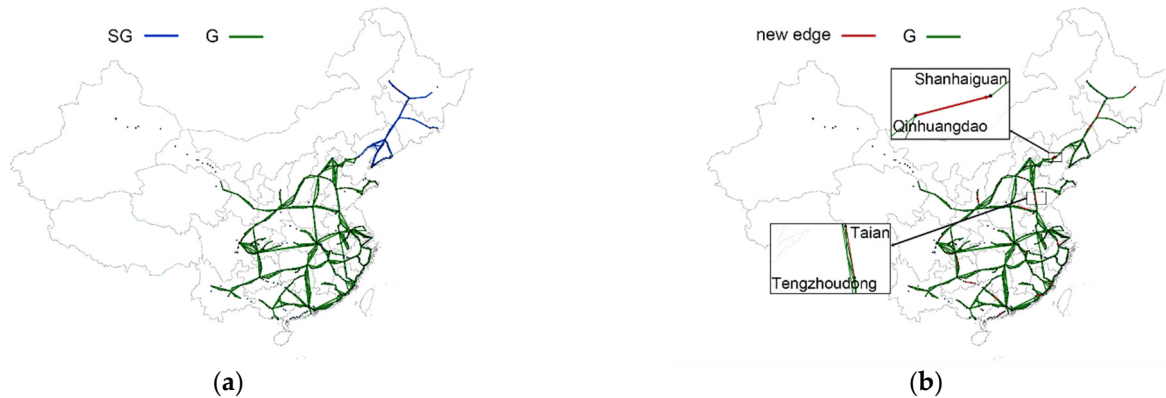 SG G
new edge G
Shanhaiguan
Qinhuangdao
Taian
Tengzhoudong
(a) (b)